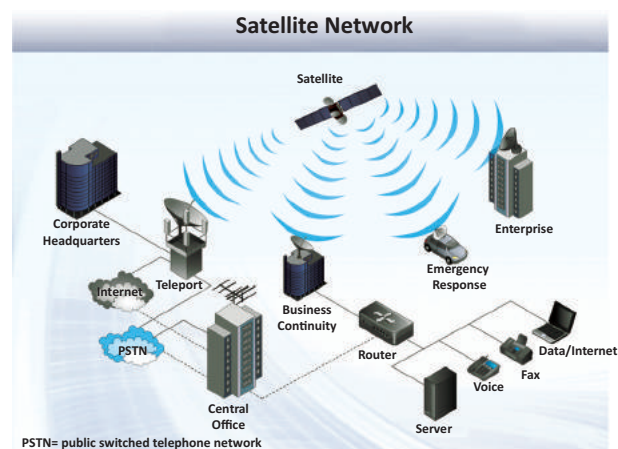 Satellite Network
Satellite
Corporate
Headquarters
Enterprise
Teleport
Internet
Emergency
Response
Business
Continuity
PSTN
Router
Data/Internet
Fax
Voice
Central
Office
Server
PSTN= public switched telephone network